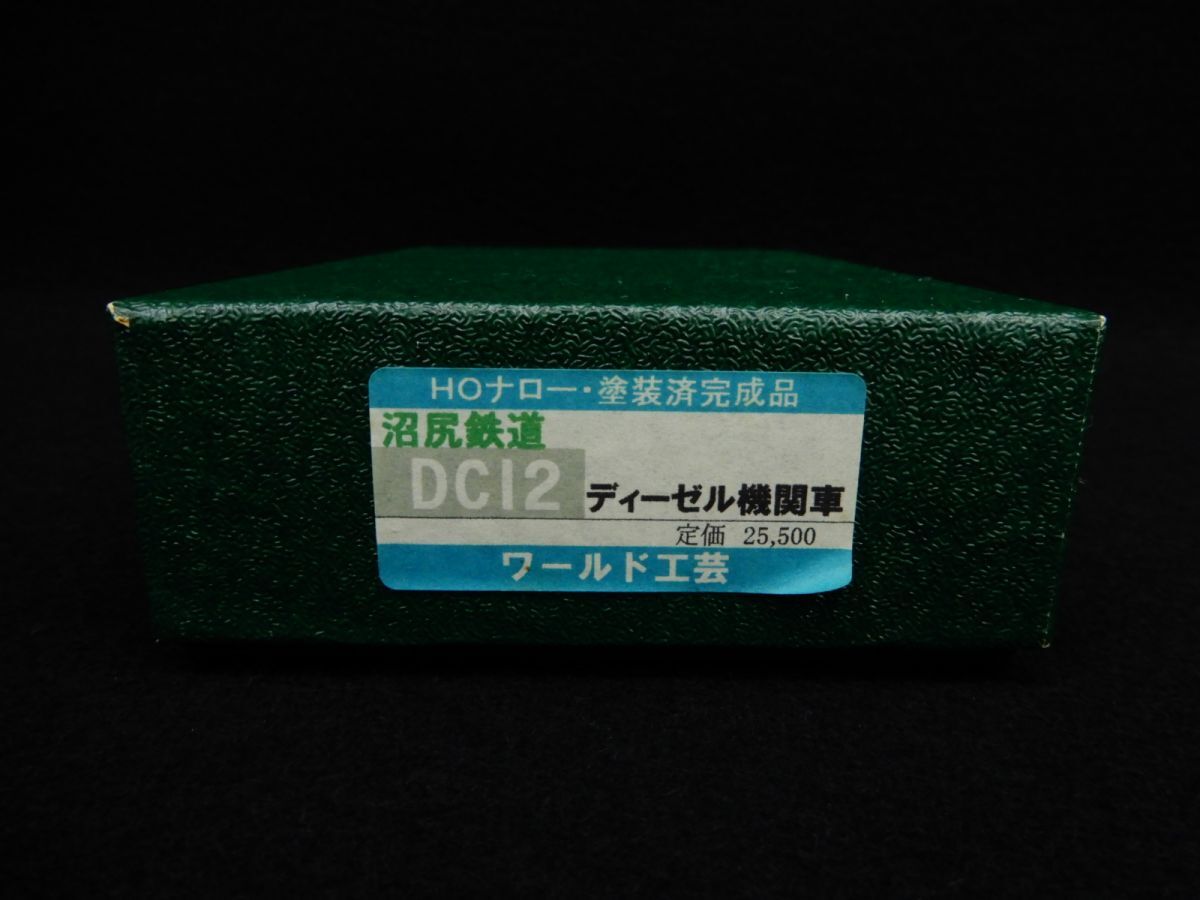 HOナロー・塗装済完成品
沼尻鉄道
DC12 ディーゼル機関車
定価 25,500
ワールド工芸